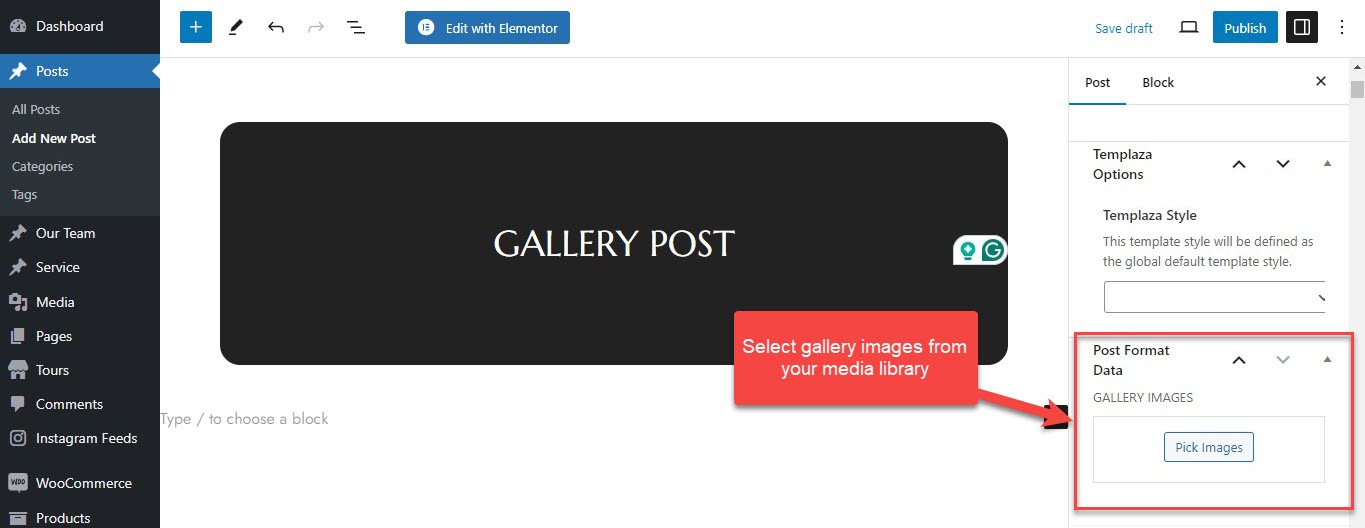 Dashboard
Posts
All Posts
Add New Post
Categories
Tags
Our Team
Service
Media
Pages
Tours
Comments
Instagram Feeds
WOO
WooCommerce
Products
+
Edit with Elementor
Save draft
Publish
GALLERY POST
G
Select gallery images from
your media library
Type / to choose a block
Post
Block
Templaza
Options
Templaza Style
This template style will be defined as
the global default template style.
Post Format
Data
GALLERY IMAGES
Pick Images